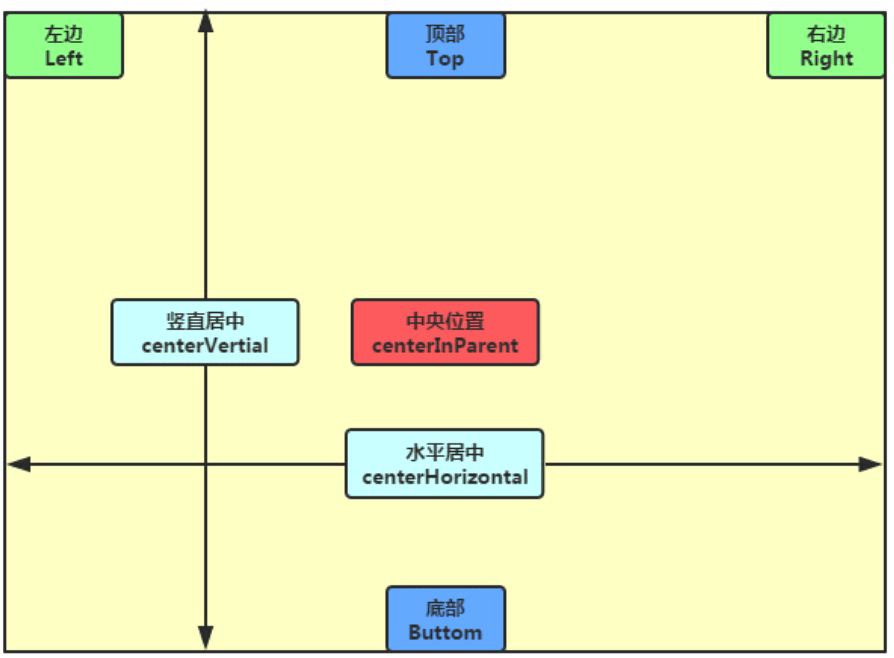 左边
Left
顶部
Top
右边
Right
竖直居中
centerVertial
中央位置
centerInParent
水平居中
centerHorizontal
底部
Buttom